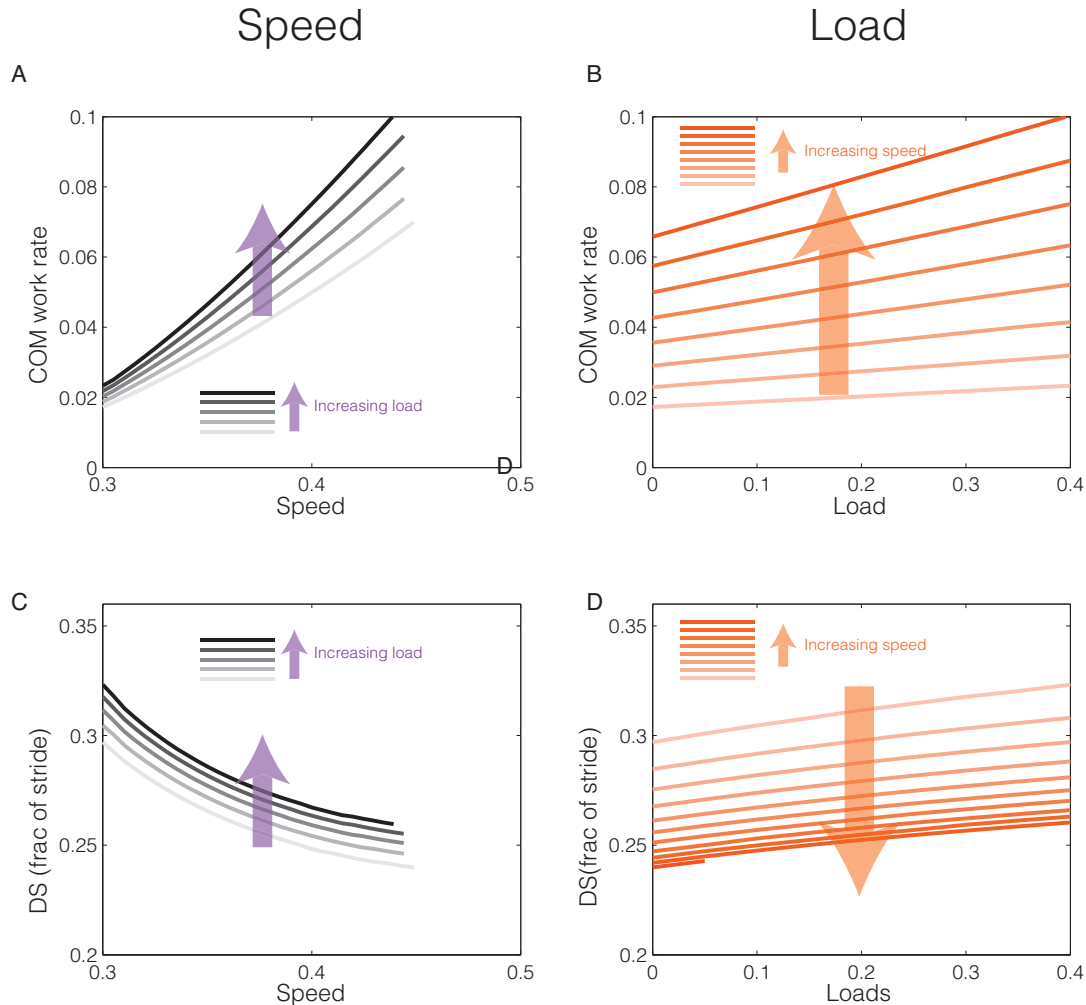 Speed
Load
A
B
COM work rate
0.1
0.08
0.06
0.04
0.02
0
0.3
0.4
0.5
Speed
Increasing load
D
COM work rate
0.1
0.08
0.06
0.04
0.02
0
0
0.1
0.2
0.3
0.4
Load
Increasing speed
C
D
DS (frac of stride)
0.35
0.3
0.25
0.2
0.3
0.4
0.5
Speed
Increasing load
DS(frac of stride)
0.35
0.3
0.25
0.2
0
0.1
0.2
0.3
0.4
Loads
Increasing speed